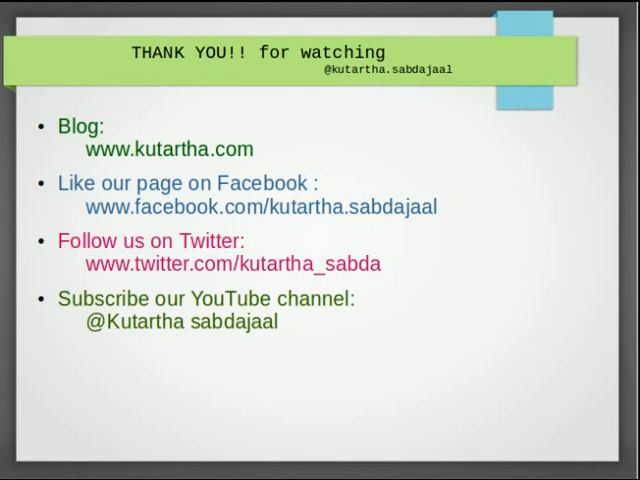 THANK YOU!! for watching
@kutartha.sabdajaal
• Blog:
www.kutartha.com
• Like our page on Facebook :
www.facebook.com/kutartha.sabdajaal
• Follow us on Twitter:
www.twitter.com/kutartha_sabda
• Subscribe our YouTube channel:
@Kutartha sabdajaal